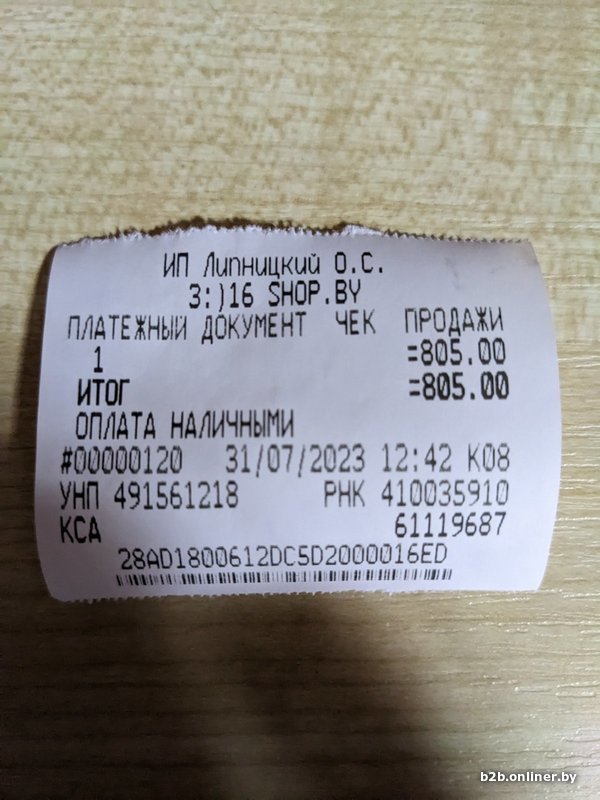 ИП Липницкий О.С.
3:)16 SHOP.BY
ПЛАТЕЖНЫЙ ДОКУМЕНТ ЧЕК ПРОДАЖИ
1 =805.00
ИТОГ =805.00
ОПЛАТА НАЛИЧНЫМИ
#00000120 31/07/2023 12:42 К08
УНП 491561218 РНК 410035910
КСА 61119687
28AD1800612DC5D2000016ED
b2b.onliner.by